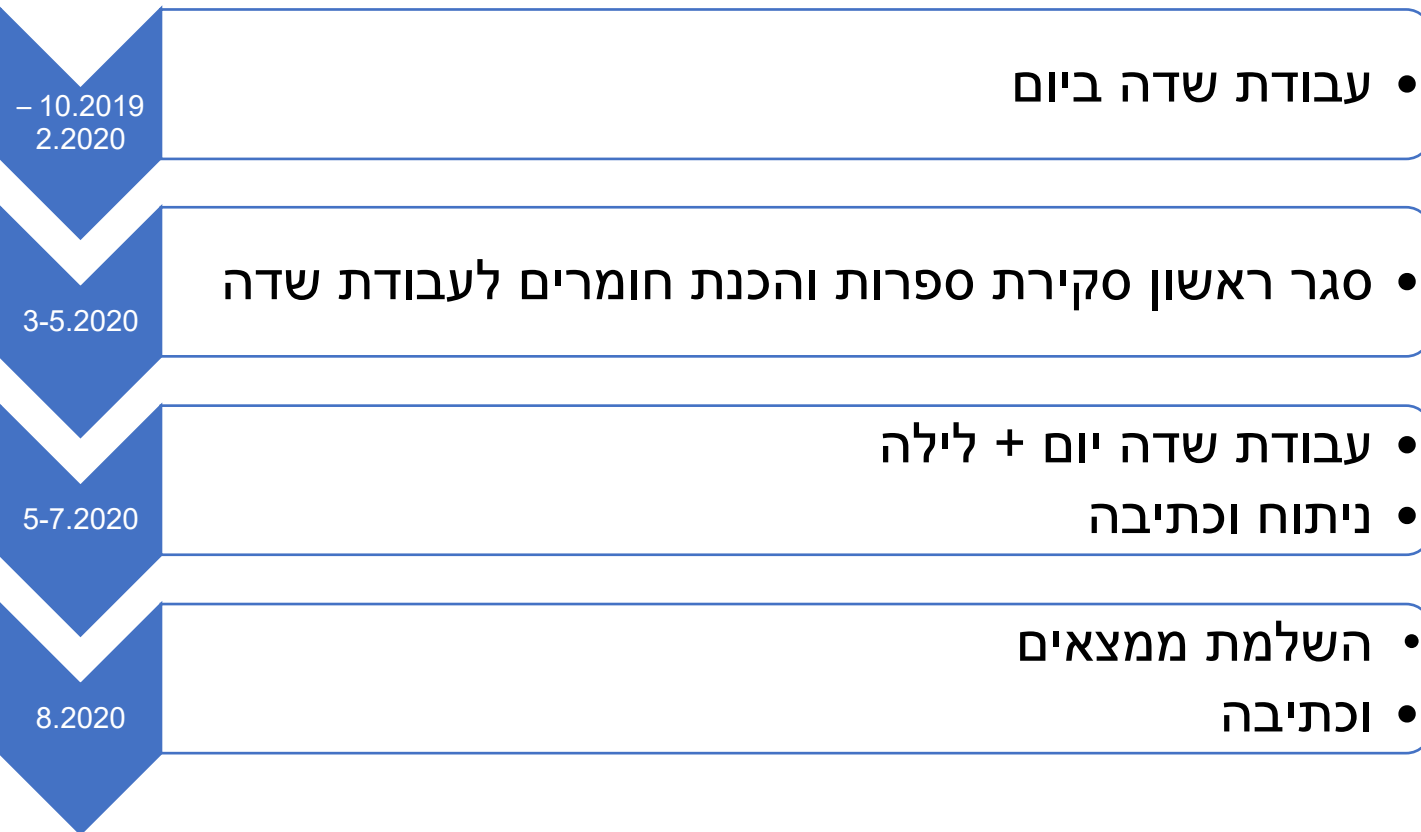 10.2019 –
2.2020
• עבודת שדה ביום
3-5.2020
• סגר ראשון סקירת ספרות והכנת חומרים לעבודת שדה
5-7.2020
• עבודת שדה יום + לילה
• ניתוח וכתיבה
8.2020
• השלמת ממצאים
• וכתיבה